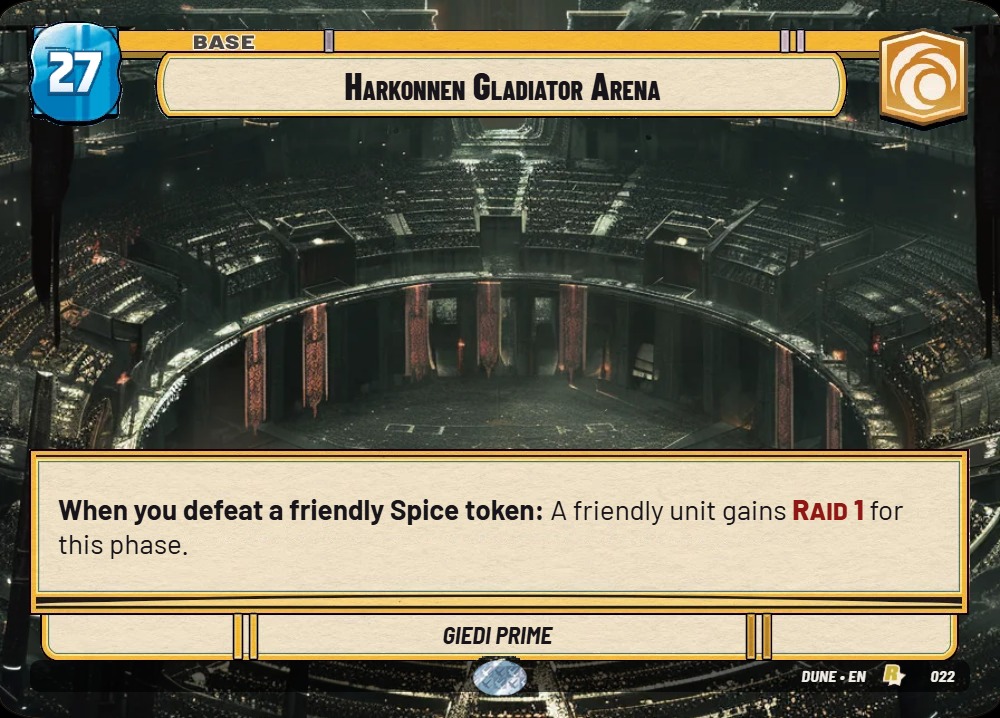 BASE
27
Harkonnen Gladiator Arena
When you defeat a friendly Spice token: A friendly unit gains RAID 1 for
this phase.
GIEDI PRIME
DUNE • EN R 022